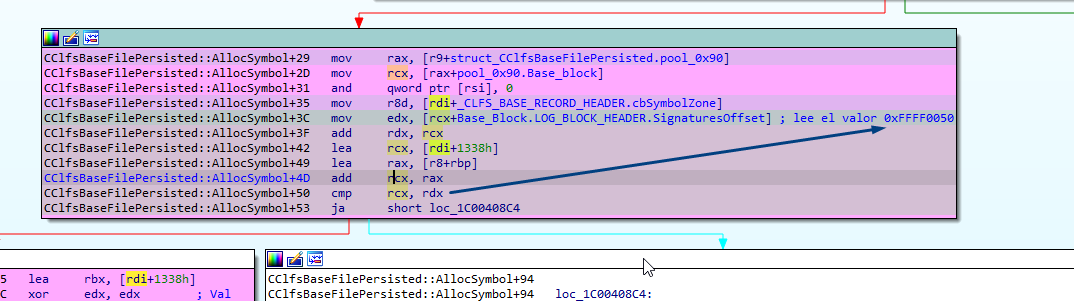 CClfsBaseFilePersisted::AllocSymbol+29 mov rax, [r9+struct_CClfsBaseFilePersisted.pool_0x90]
CClfsBaseFilePersisted::AllocSymbol+2D mov rcx, [rax+pool_0x90.Base_block]
CClfsBaseFilePersisted::AllocSymbol+31 and qword ptr [rsi], 0
CClfsBaseFilePersisted::AllocSymbol+35 mov r8d, [rdi+_CLFS_BASE_RECORD_HEADER.cbSymbolZone]
CClfsBaseFilePersisted::AllocSymbol+3C mov edx, [rcx+Base_Block.LOG_BLOCK_HEADER.SignaturesOffset] ; lee el valor 0xFFFF0050
CClfsBaseFilePersisted::AllocSymbol+3F add rdx, rcx
CClfsBaseFilePersisted::AllocSymbol+42 lea rcx, [rdi+1338h]
CClfsBaseFilePersisted::AllocSymbol+49 lea rax, [r8+rbp]
CClfsBaseFilePersisted::AllocSymbol+4D add rcx, rax
CClfsBaseFilePersisted::AllocSymbol+50 cmp rcx, rdx
CClfsBaseFilePersisted::AllocSymbol+53 ja short loc_1C00408C4
5 lea rbx, [rdi+1338h]
C xor edx, edx ; Val
CClfsBaseFilePersisted::AllocSymbol+94
CClfsBaseFilePersisted::AllocSymbol+94 loc_1C00408C4: